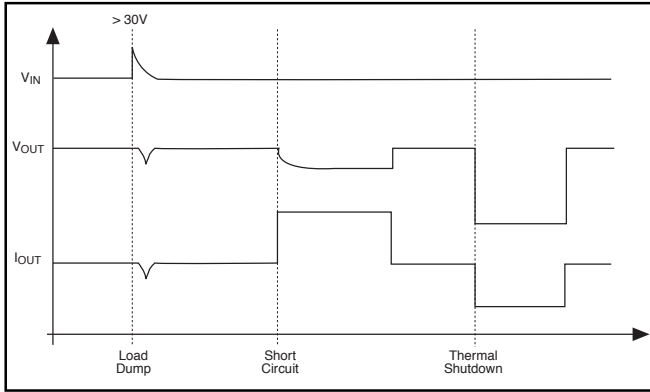 > 30V
VIN
VOUT
IOUT
Load
Dump
Short
Circuit
Thermal
Shutdown